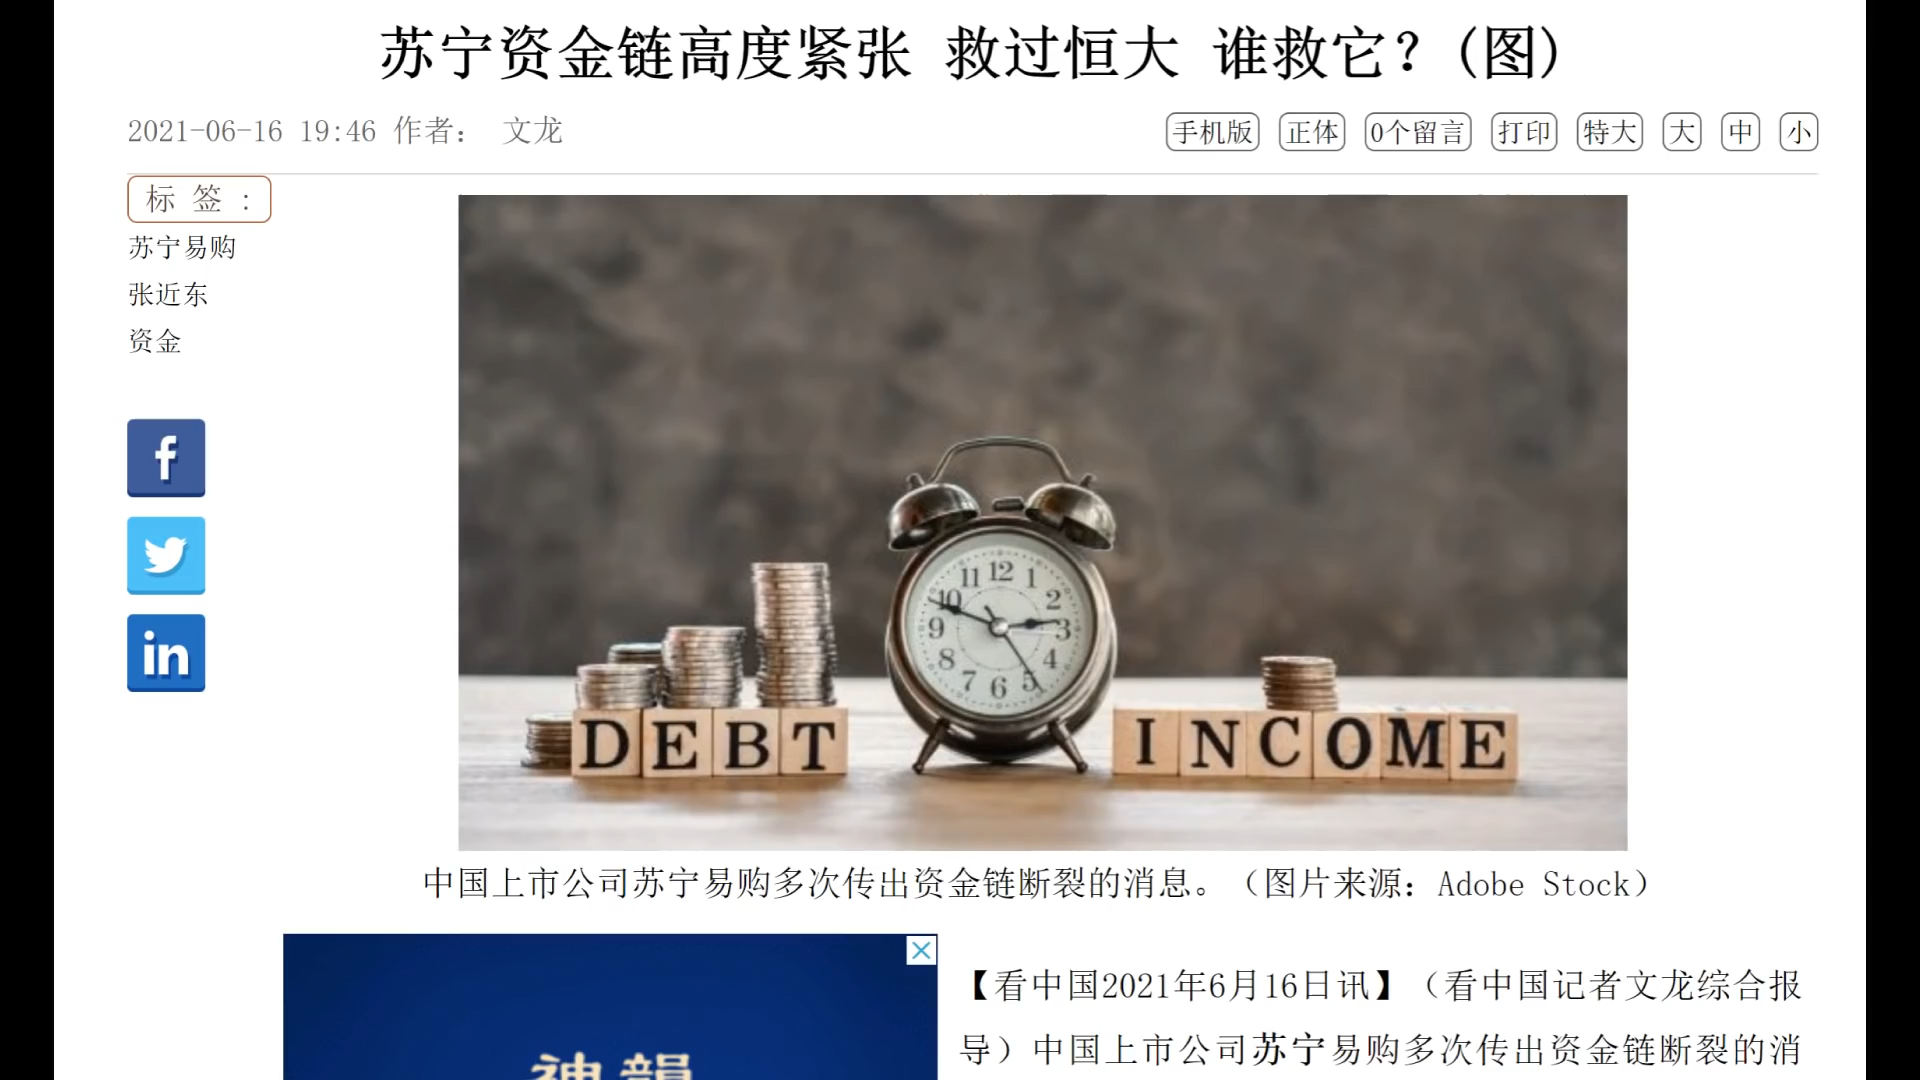 苏宁资金链高度紧张 救过恒大 谁救它？(图)
2021-06-16 19:46 作者： 文龙
手机版 正体 0个留言 打印 特大 大 中 小
标签：
苏宁易购
张近东
资金
f
in
11 12 1
10 2
9 3
8 4
7 6 5
DEBT INCOME
中国上市公司苏宁易购多次传出资金链断裂的消息。（图片来源：Adobe Stock）
神韻
【看中国2021年6月16日讯】（看中国记者文龙综合报
导）中国上市公司苏宁易购多次传出资金链断裂的消